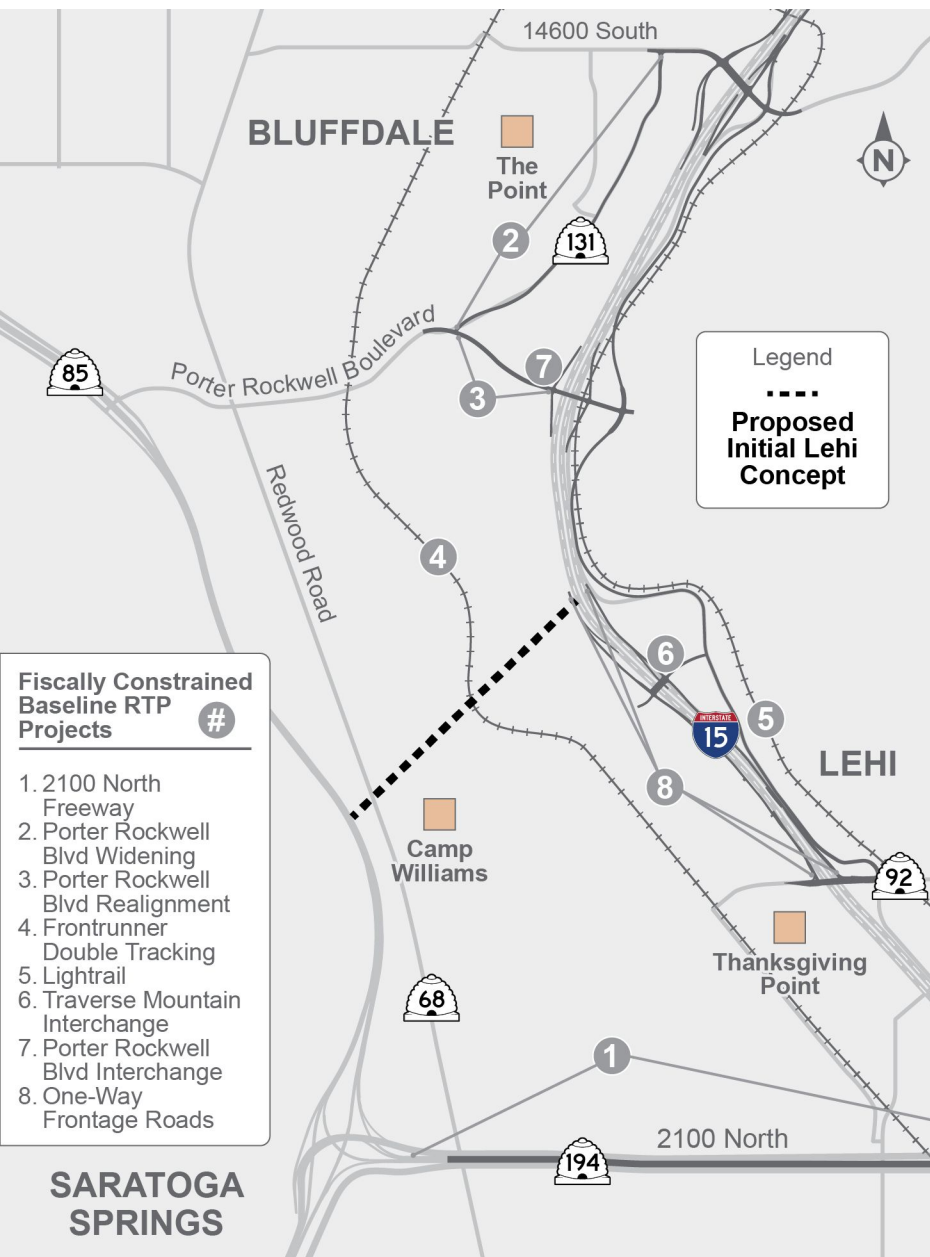 14600 South
BLUFFDALE
The
Point
N
2
131
Porter Rockwell Boulevard
85
7
3
Legend
Proposed
Initial Lehi
Concept
Redwood Road
4
6
Fiscally Constrained
Baseline RTP
Projects #
1. 2100 North
Freeway
2. Porter Rockwell
Blvd Widening
3. Porter Rockwell
Blvd Realignment
4. Frontrunner
Double Tracking
5. Lightrail
6. Traverse Mountain
Interchange
7. Porter Rockwell
Blvd Interchange
8. One-Way
Frontage Roads
INTERSTATE
15
5
LEHI
8
Camp
Williams
92
Thanksgiving
Point
68
1
2100 North
194
SARATOGA
SPRINGS